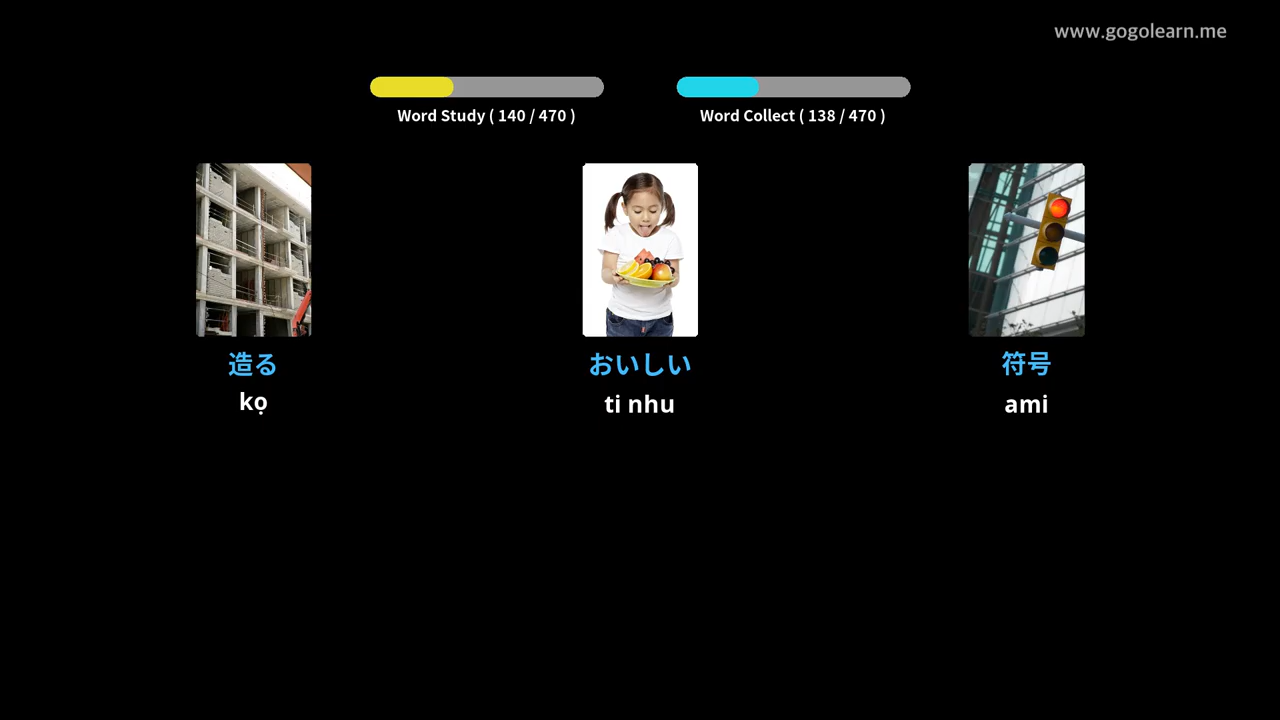 www.gogolearn.me
Word Study ( 140 / 470 )
Word Collect ( 138 / 470 )
造る
kọ
おいしい
ti nhu
符号
ami